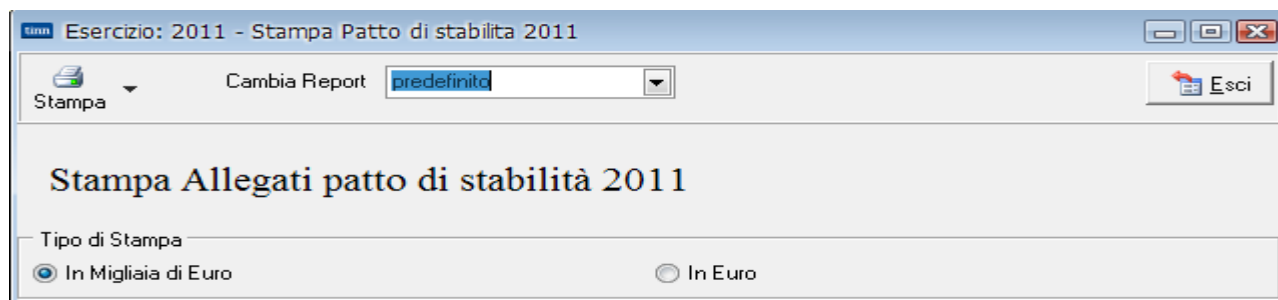 tinn Esercizio: 2011 - Stampa Patto di stabilita 2011
Stampa Cambia Report predefinito Esci
Stampa Allegati patto di stabilità 2011
Tipo di Stampa
In Migliaia di Euro In Euro